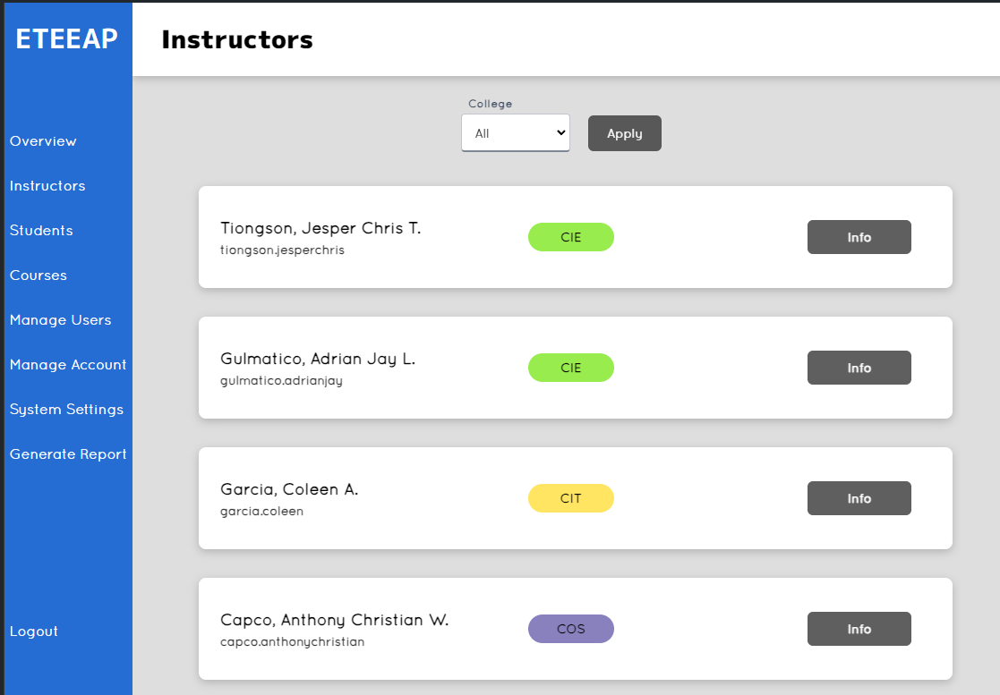 ETEEAP
Overview
Instructors
Students
Courses
Manage Users
Manage Account
System Settings
Generate Report
Logout
Instructors
College
All
Apply
Tiongson, Jesper Chris T.
tiongson.jesperchris
CIE
Info
Gulmatico, Adrian Jay L.
gulmatico.adrianjay
CIE
Info
Garcia, Coleen A.
garcia.coleen
CIT
Info
Capco, Anthony Christian W.
capco.anthonychristian
COS
Info